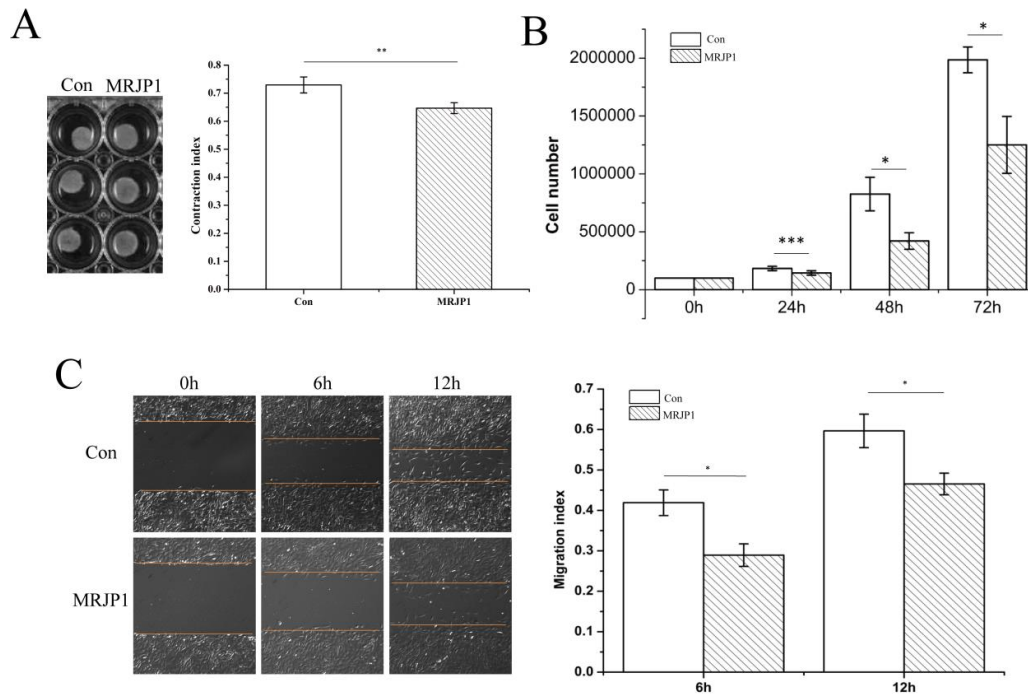 A
Con MRJP1
**
0.8
0.7
0.6
0.5
0.4
0.3
0.2
0.1
0.0
Contraction index
Con MRJP1
B
Con
MRJP1
2000000
1500000
1000000
500000
0
Cell number
***
*
*
0h 24h 48h 72h
C
0h 6h 12h
Con
MRJP1
Con
MRJP1
0.7
0.6
0.5
0.4
0.3
0.2
0.1
0.0
Migration index
*
*
6h 12h